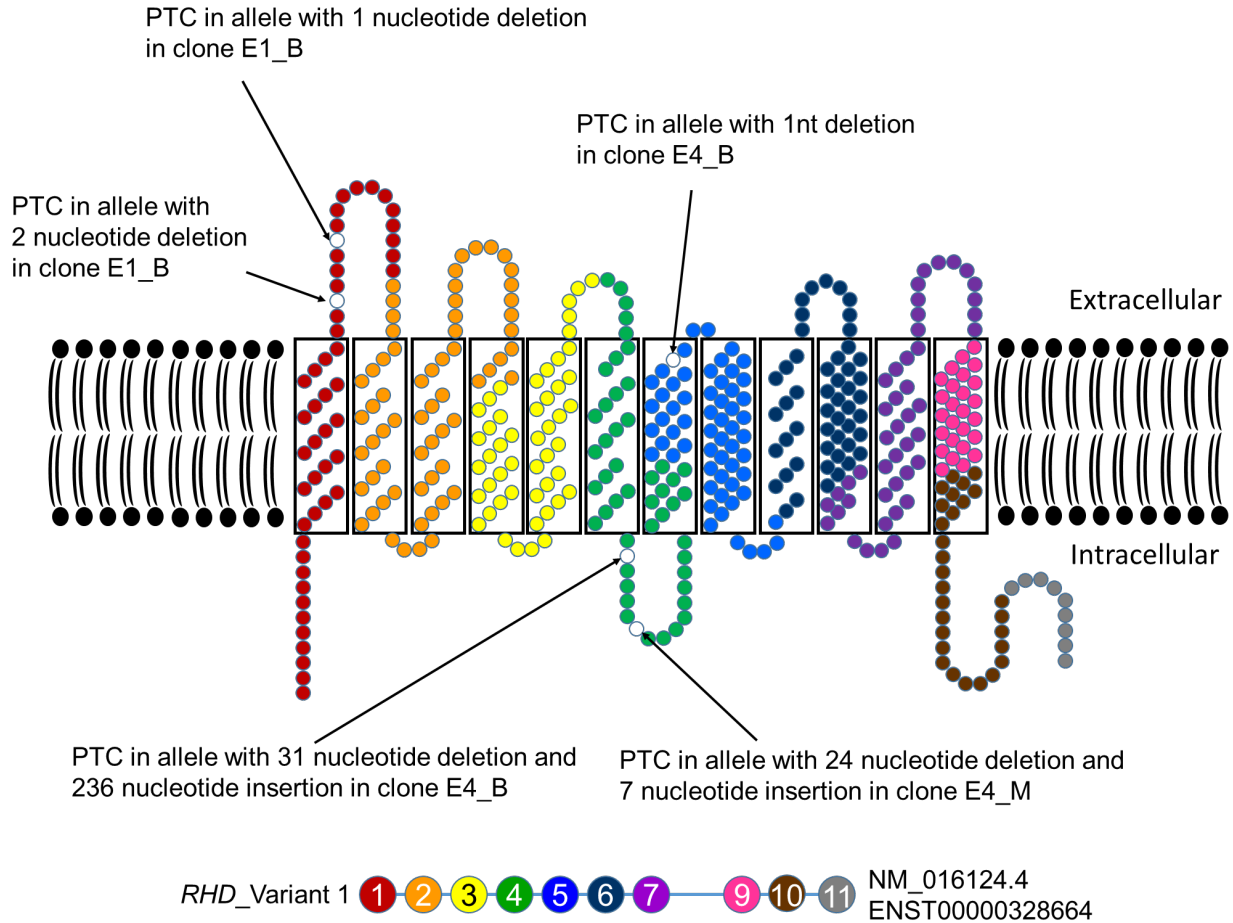 PTC in allele with 1 nucleotide deletion
in clone E1_B
PTC in allele with 1nt deletion
in clone E4_B
PTC in allele with
2 nucleotide deletion
in clone E1_B
Extracellular
Intracellular
PTC in allele with 31 nucleotide deletion and
236 nucleotide insertion in clone E4_B
PTC in allele with 24 nucleotide deletion and
7 nucleotide insertion in clone E4_M
RHD_Variant 1 1 2 3 4 5 6 7 9 10 11 NM_016124.4
ENST00000328664